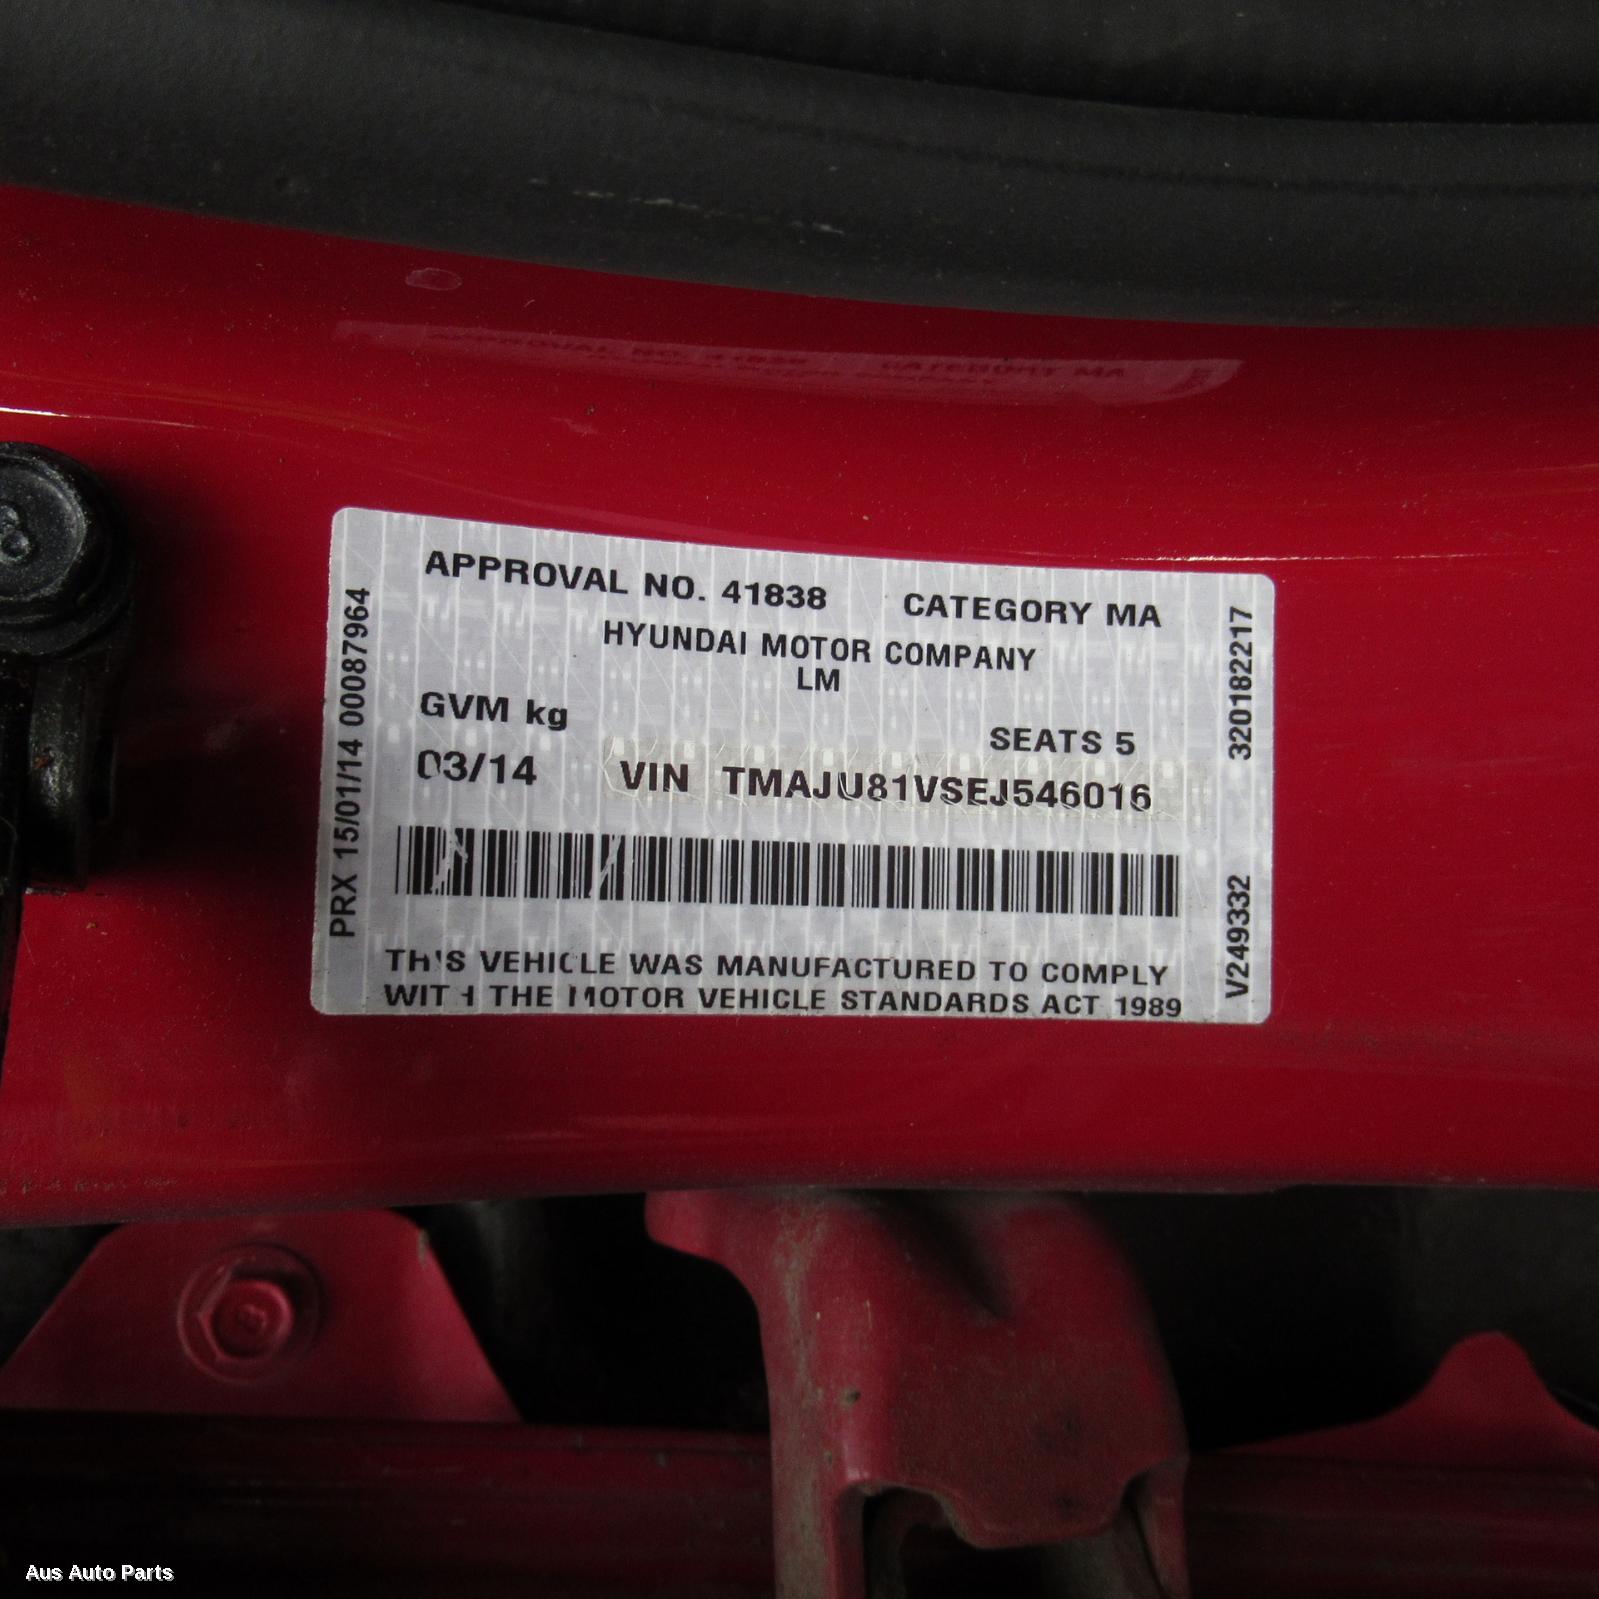 APPROVAL NO. 41838 CATEGORY MA
HYUNDAI MOTOR COMPANY
LM
GVM kg
SEATS 5
03/14 VIN TMAJU81VSEJ546016
THIS VEHICLE WAS MANUFACTURED TO COMPLY
WITH THE MOTOR VEHICLE STANDARDS ACT 1989
PRX 15/01/14 00087964
V249332 320182217
Aus Auto Parts